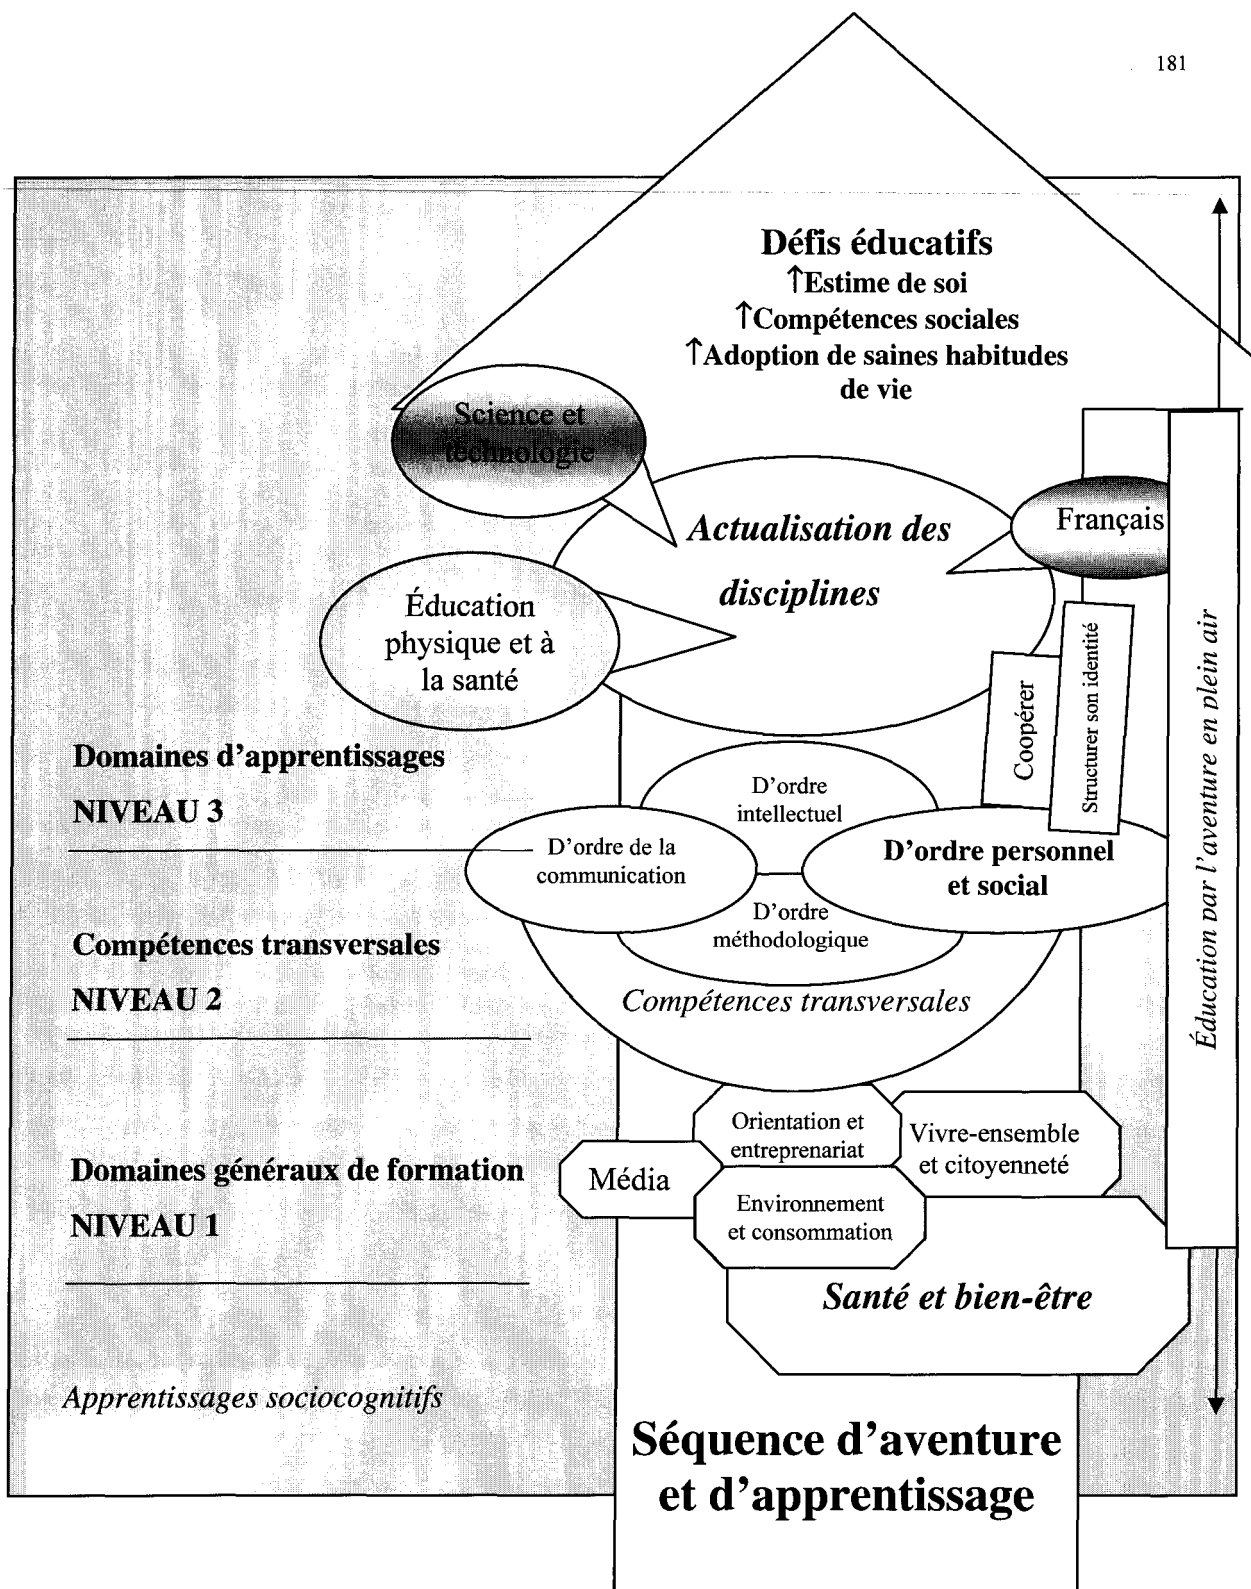 181
Défis éducatifs
↑Estime de soi
↑Compétences sociales
↑Adoption de saines habitudes
de vie
Science et
technologie
Actualisation des
disciplines
Français
Éducation
physique et à
la santé
Coopérer
Structurer son identité
Éducation par l'aventure en plein air
Domaines d'apprentissages
NIVEAU 3
D'ordre
intellectuel
D'ordre de la
communication
D'ordre personnel
et social
D'ordre
méthodologique
Compétences transversales
NIVEAU 2
Compétences transversales
Orientation et
entreprenariat
Vivre-ensemble
et citoyenneté
Média
Domaines généraux de formation
NIVEAU 1
Environnement
et consommation
Santé et bien-être
Apprentissages sociocognitifs
Séquence d'aventure
et d'apprentissage